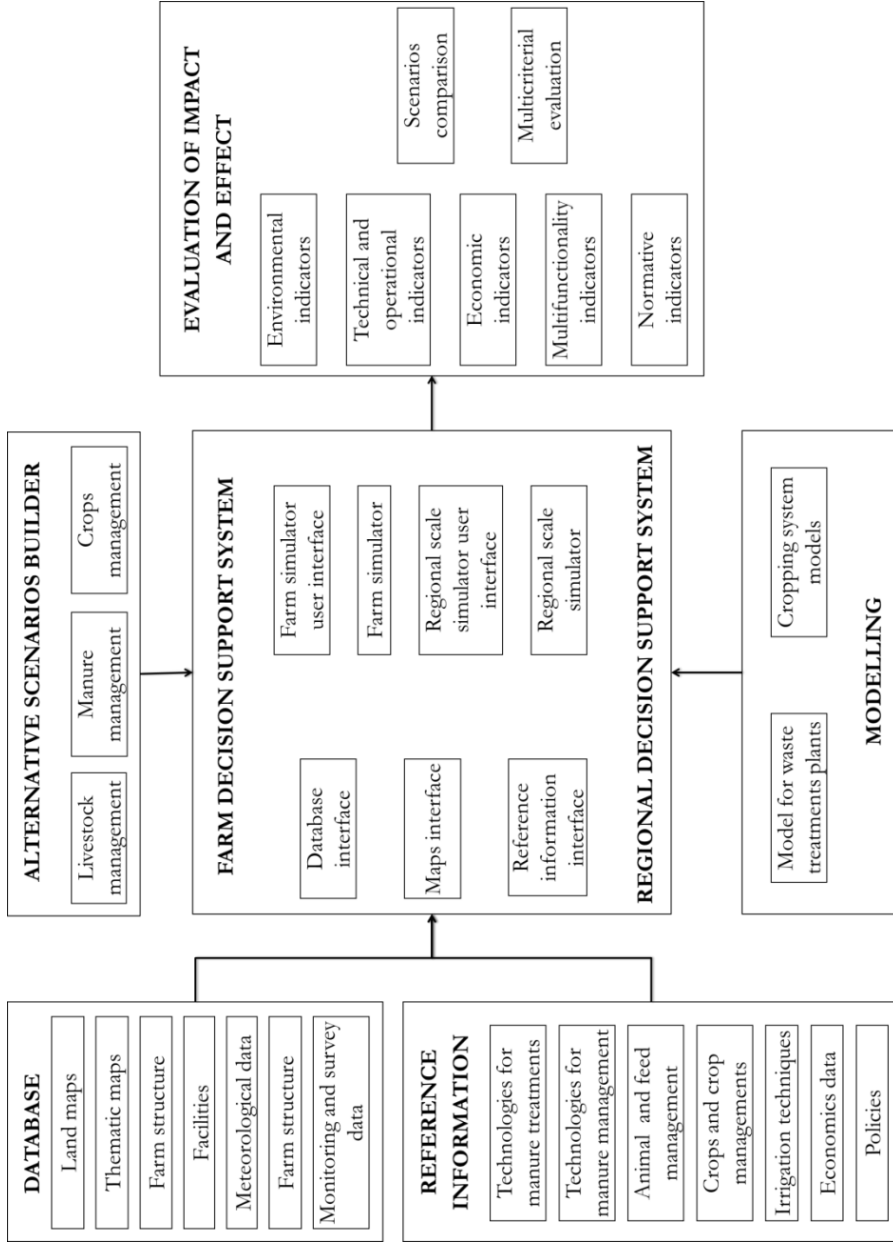 DATABASE
Land maps
Thematic maps
Farm structure
Facilities
Meteorological data
Farm structure
Monitoring and survey
data
REFERENCE
INFORMATION
Technologies for
manure treatments
Technologies for
manure management
Animal and feed
management
Crops and crop
managements
Irrigation techniques
Economics data
Policies
ALTERNATIVE SCENARIOS BUILDER
Livestock
management
Manure
management
Crops
management
FARM DECISION SUPPORT SYSTEM
Database
interface
Maps interface
Reference
information
interface
Farm simulator
user interface
Farm simulator
Regional scale
simulator user
interface
Regional scale
simulator
REGIONAL DECISION SUPPORT SYSTEM
Model for waste
treatments plants
Cropping system
models
MODELLING
EVALUATION OF IMPACT
AND EFFECT
Environmental
indicators
Technical and
operational
indicators
Economic
indicators
Multifunctionality
indicators
Normative
indicators
Scenarios
comparison
Multicriterial
evaluation